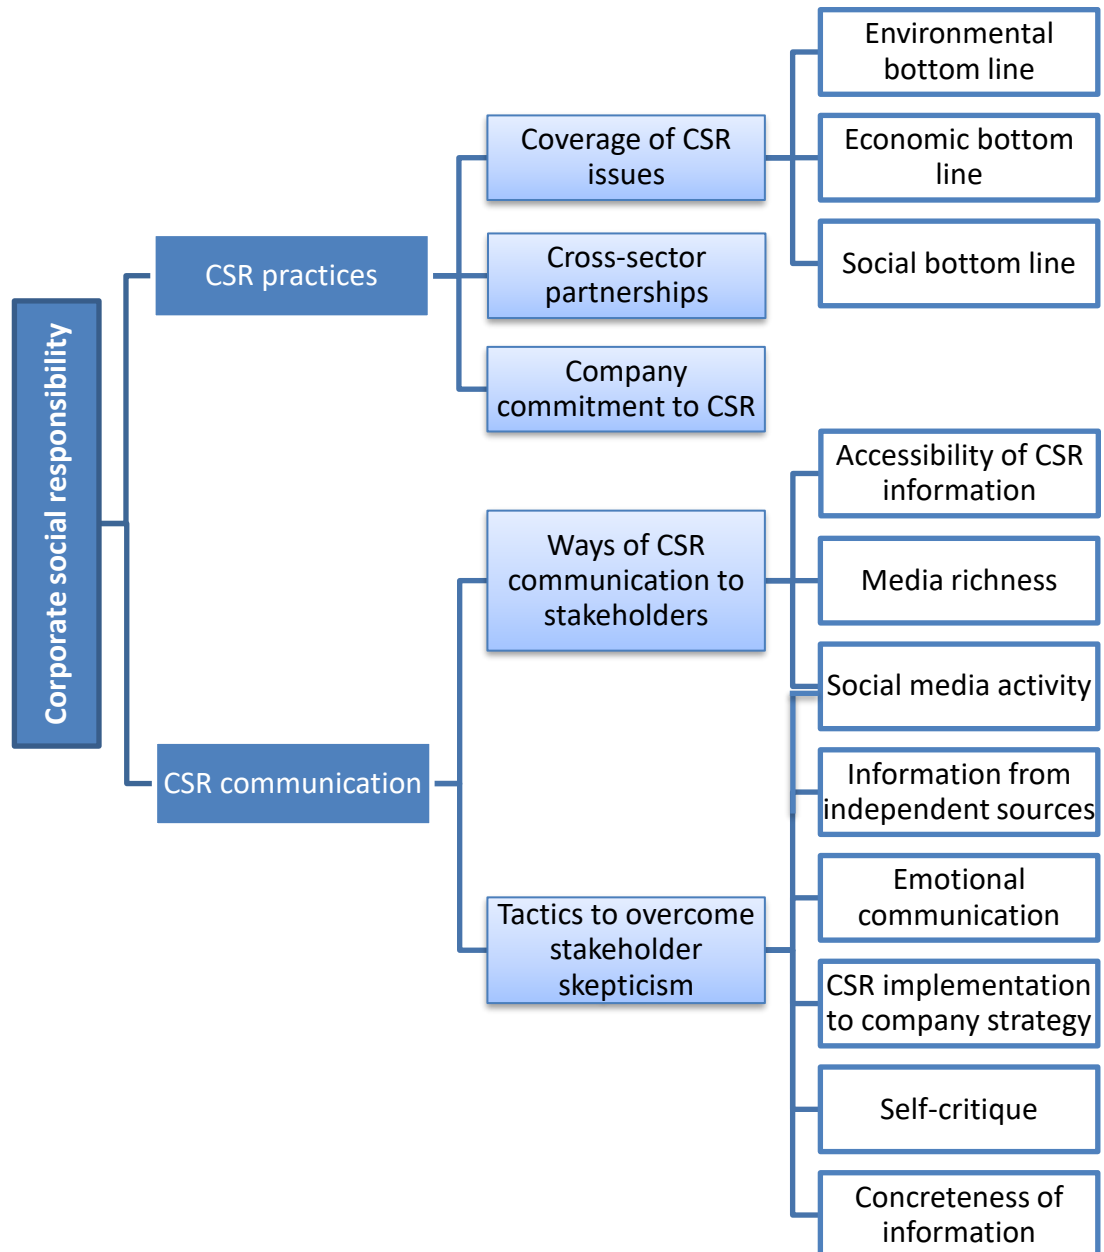 Corporate social responsibility
CSR practices
Coverage of CSR
issues
Environmental
bottom line
Economic bottom
line
Social bottom line
Cross-sector
partnerships
Company
commitment to CSR
CSR communication
Ways of CSR
communication to
stakeholders
Accessibility of CSR
information
Media richness
Social media activity
Tactics to overcome
stakeholder
skepticism
Information from
independent sources
Emotional
communication
CSR implementation
to company strategy
Self-critique
Concreteness of
information